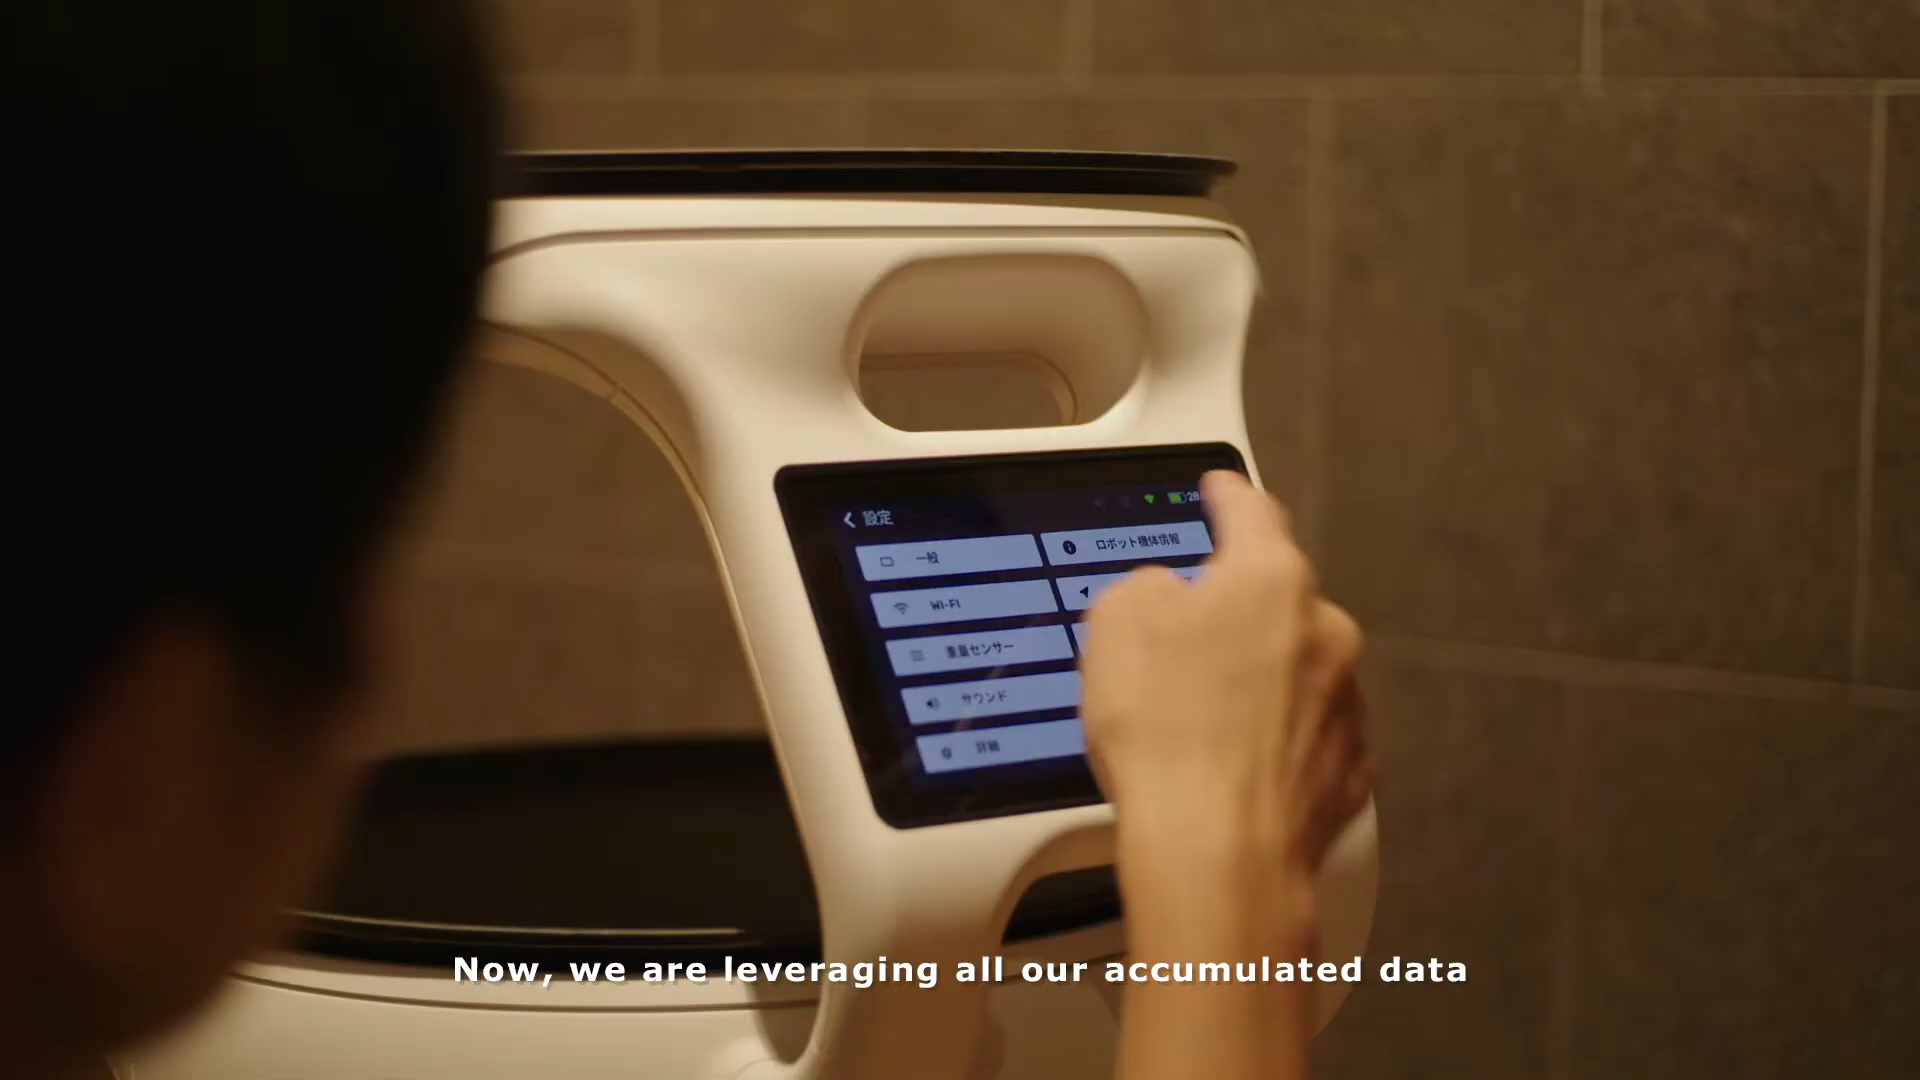 設定
28
一般
ロボット機体情報
WI-FI
重量センサー
サウンド
詳細
Now, we are leveraging all our accumulated data